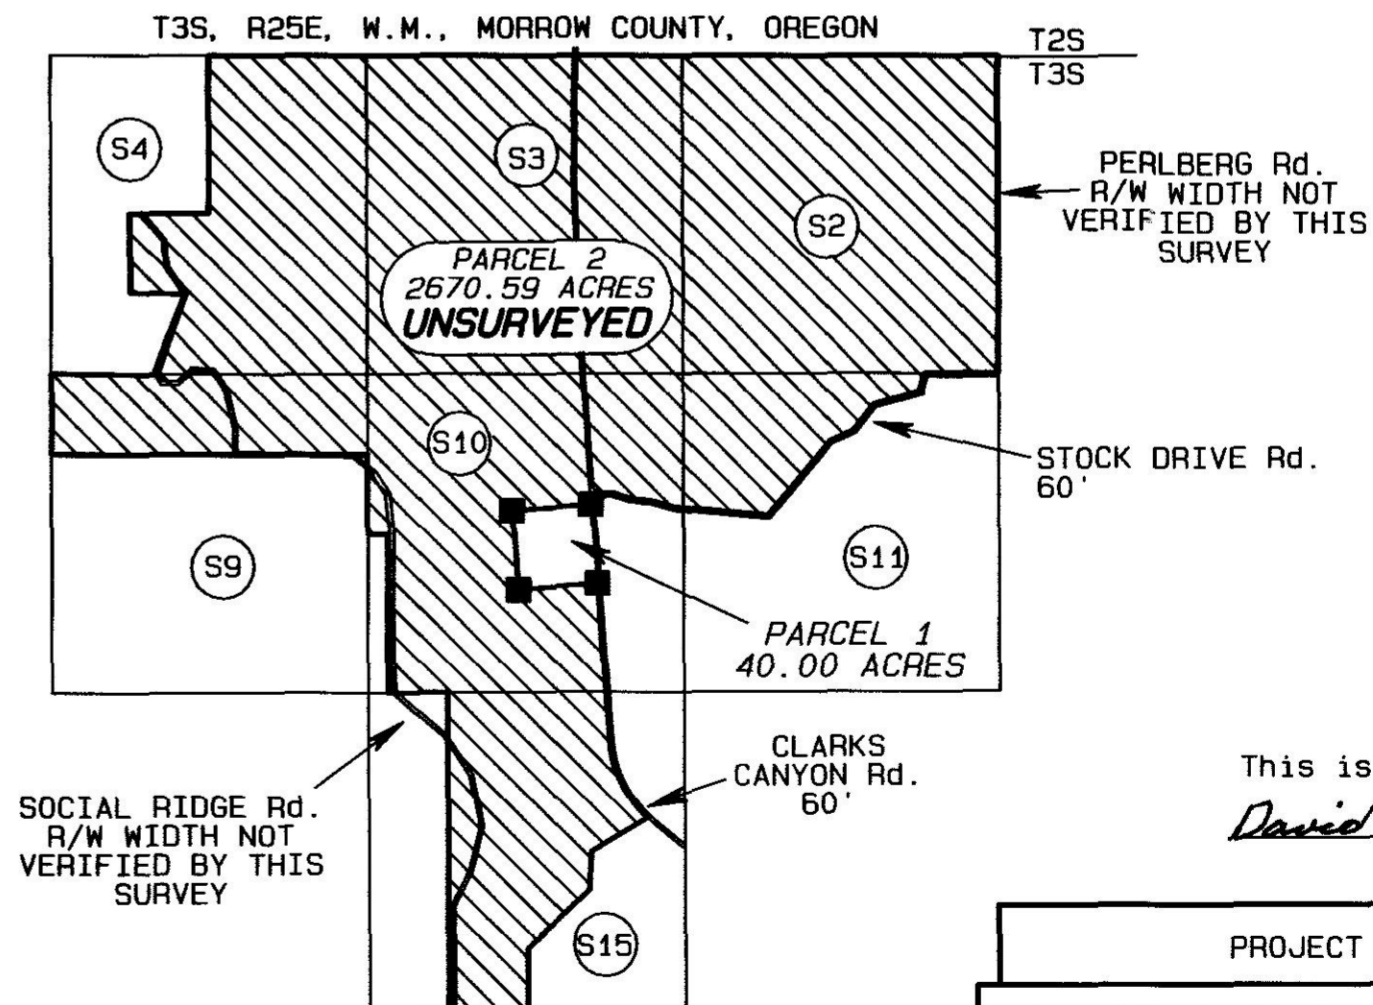 T3S, R25E, W.M., MORROW COUNTY, OREGON
T2S
T3S
S4
S3
S2
PERLBERG Rd.
R/W WIDTH NOT
VERIFIED BY THIS
SURVEY
PARCEL 2
2670.59 ACRES
UNSURVEYED
S10
STOCK DRIVE Rd.
60'
S9
S11
PARCEL 1
40.00 ACRES
CLARKS
CANYON Rd.
60'
SOCIAL RIDGE Rd.
R/W WIDTH NOT
VERIFIED BY THIS
SURVEY
This is
David
S15
PROJECT